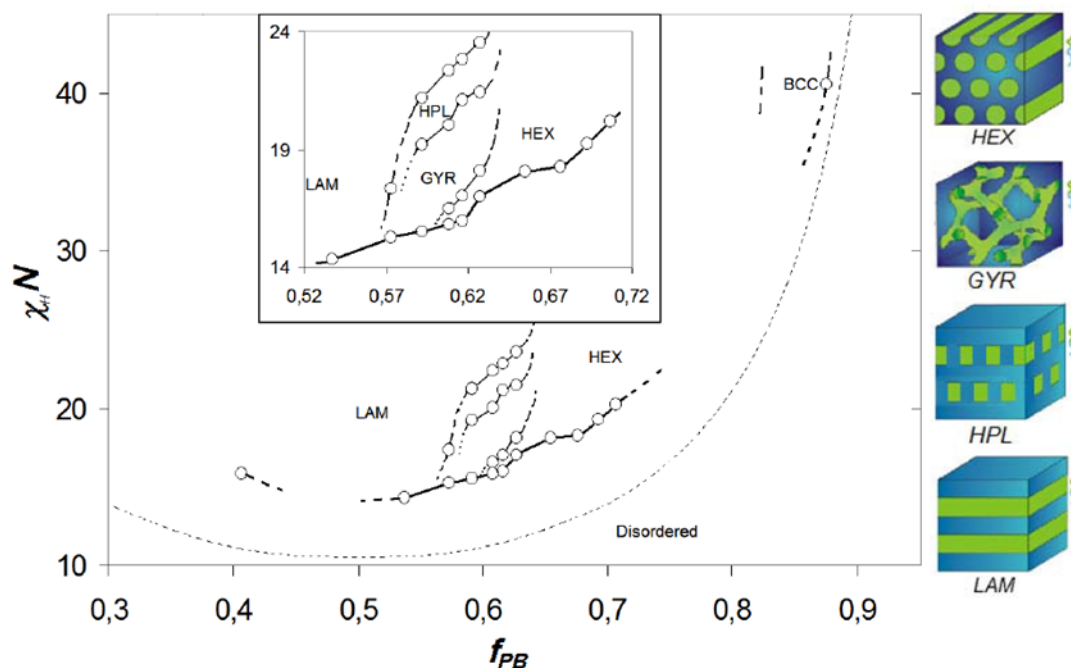 24
19
14
0,52 0,57 0,62 0,67 0,72
LAM
HPL
GYR
HEX
40
30
20
10
0,3 0,4 0,5 0,6 0,7 0,8 0,9
χHN
fPB
LAM
HEX
BCC
Disordered
HEX
GYR
HPL
LAM